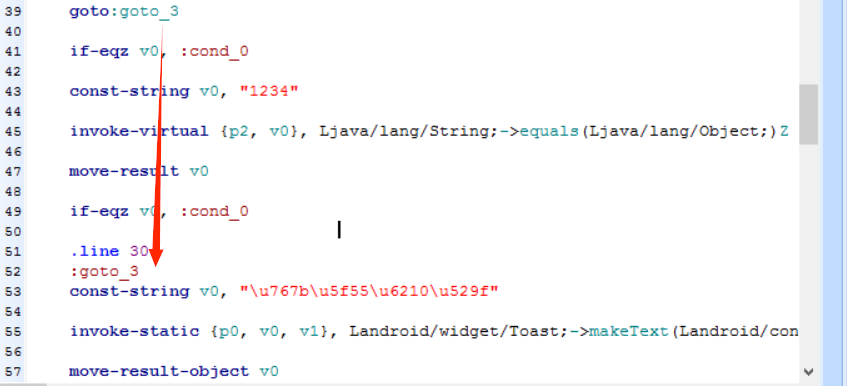 39 goto:goto_3
40
41 if-eqz v0, :cond_0
42
43 const-string v0, "1234"
44
45 invoke-virtual {p2, v0}, Ljava/lang/String;->equals(Ljava/lang/Object;)Z
46
47 move-result v0
48
49 if-eqz v0, :cond_0
50
51 .line 30
52 :goto_3
53 const-string v0, "\u767b\u5f55\u6210\u529f"
54
55 invoke-static {p0, v0, v1}, Landroid/widget/Toast;->makeText(Landroid/con
56
57 move-result-object v0